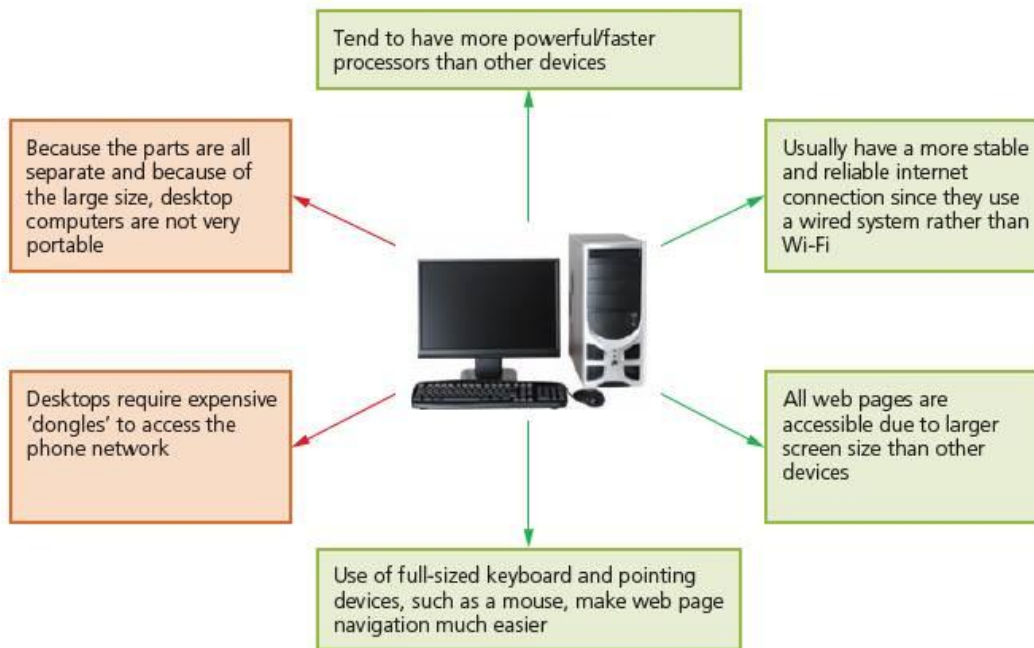 Tend to have more powerful/faster
processors than other devices
Because the parts are all
separate and because of
the large size, desktop
computers are not very
portable
Usually have a more stable
and reliable internet
connection since they use
a wired system rather than
Wi-Fi
Desktops require expensive
‘dongles’ to access the
phone network
All web pages are
accessible due to larger
screen size than other
devices
Use of full-sized keyboard and pointing
devices, such as a mouse, make web page
navigation much easier